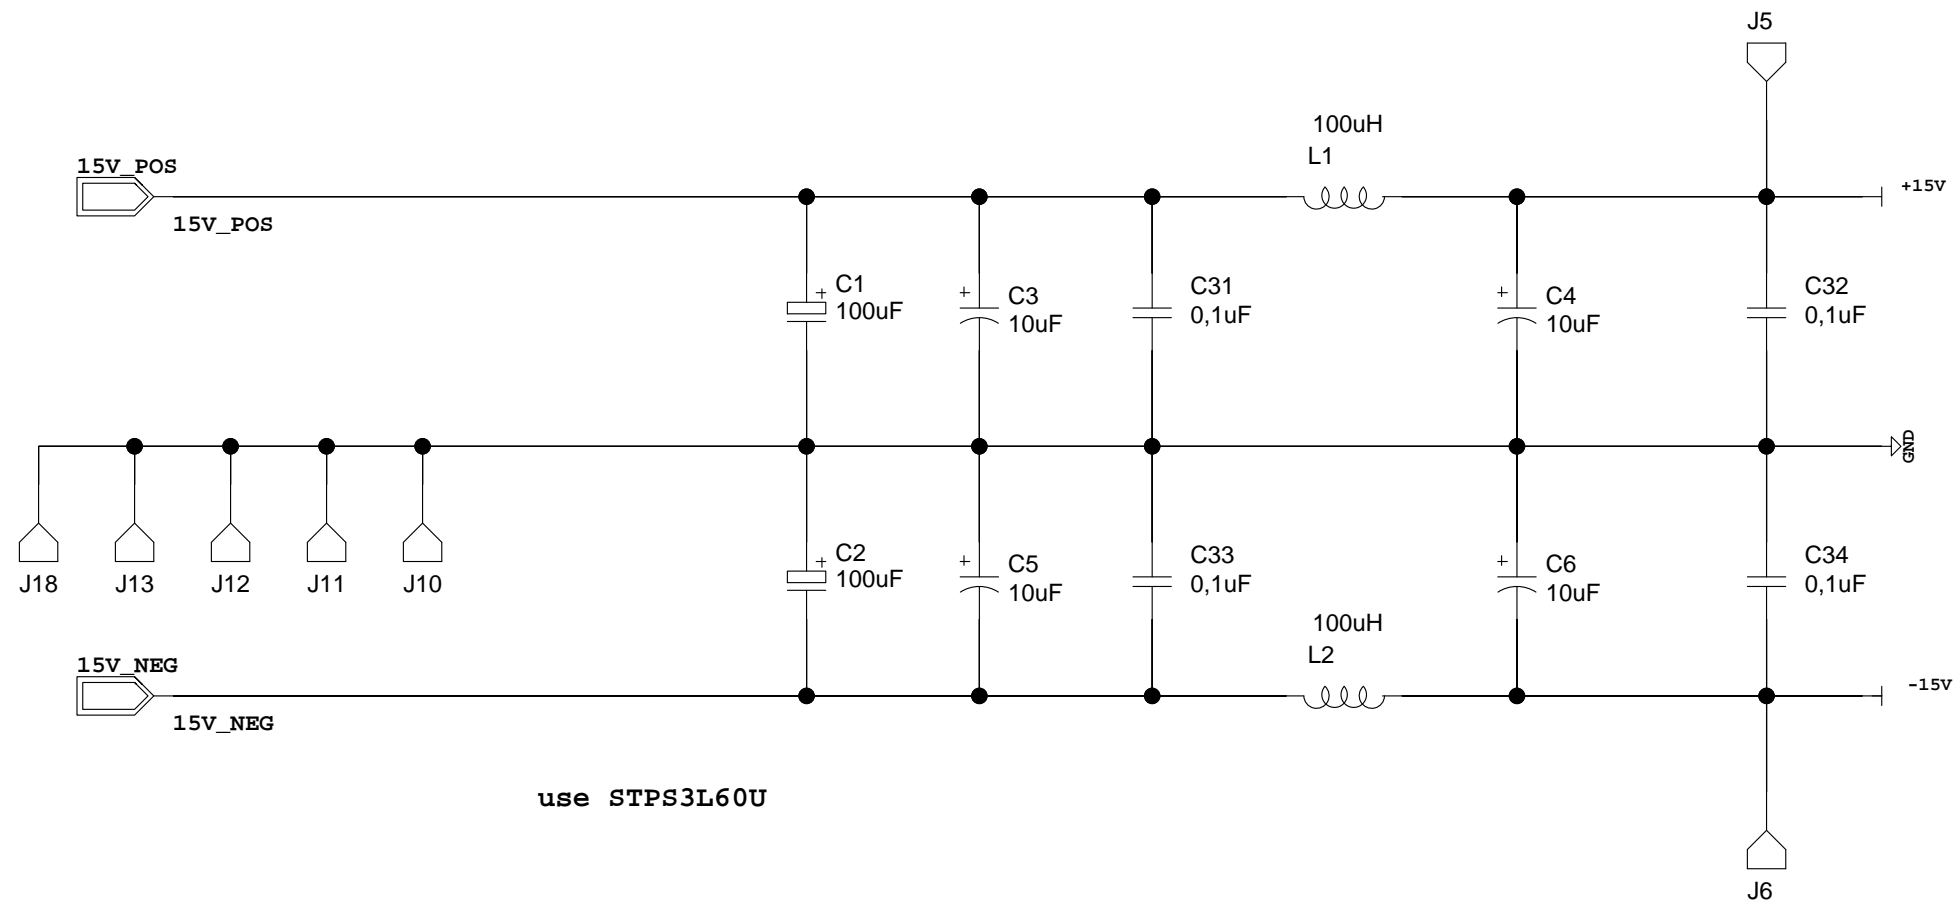 J5
100uH
L1
15V_POS
+15V
15V_POS
+ C1
100uF
+ C3
10uF
C31
0,1uF
+ C4
10uF
C32
0,1uF
GND
+ C2
100uF
+ C5
10uF
C33
0,1uF
+ C6
10uF
C34
0,1uF
J18 J13 J12 J11 J10
100uH
L2
15V_NEG
-15V
15V_NEG
use STPS3L60U
J6